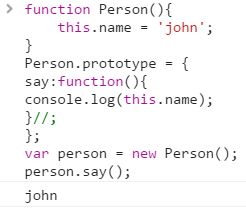 > function Person(){
this.name = 'john';
}
Person.prototype = {
say:function(){
console.log(this.name);
}//;
};
var person = new Person();
person.say();
john